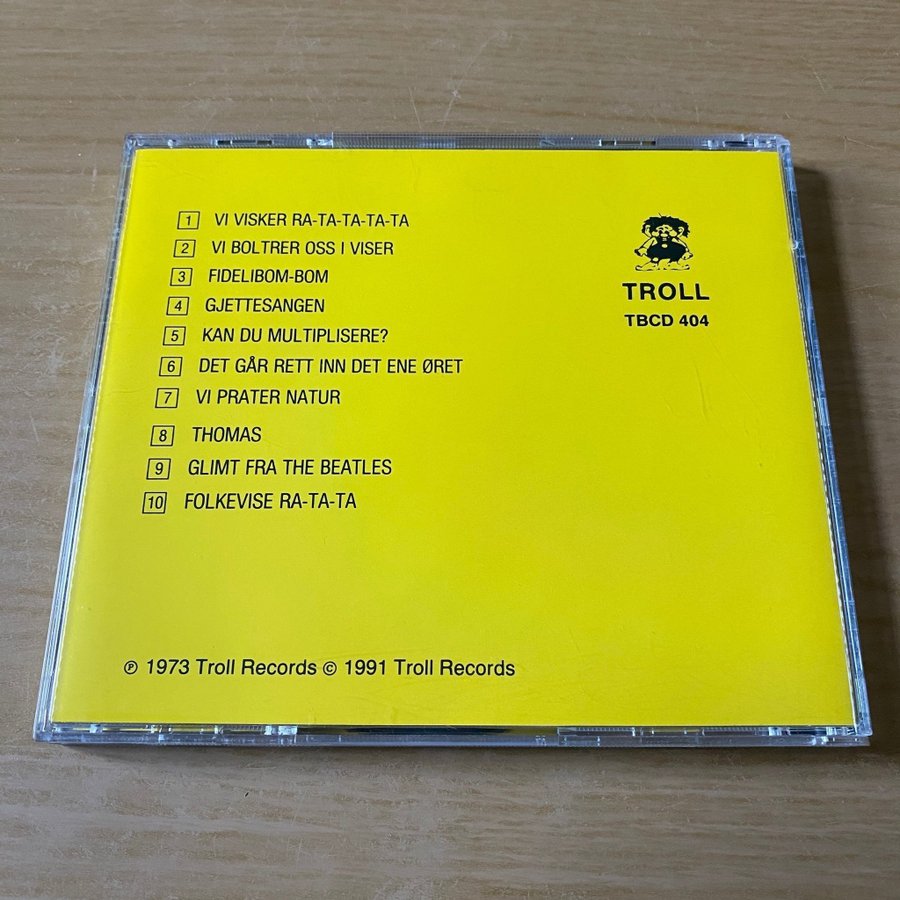 1 VI VISKER RA-TA-TA-TA-TA
2 VI BOLTRER OSS I VISER
3 FIDELIBOM-BOM
4 GJETTESANGEN
5 KAN DU MULTIPLISERE?
6 DET GÅR RETT INN DET ENE ØRET
7 VI PRATER NATUR
8 THOMAS
9 GLIMT FRA THE BEATLES
10 FOLKEVISE RA-TA-TA
TROLL
TBCD 404
℗ 1973 Troll Records © 1991 Troll Records